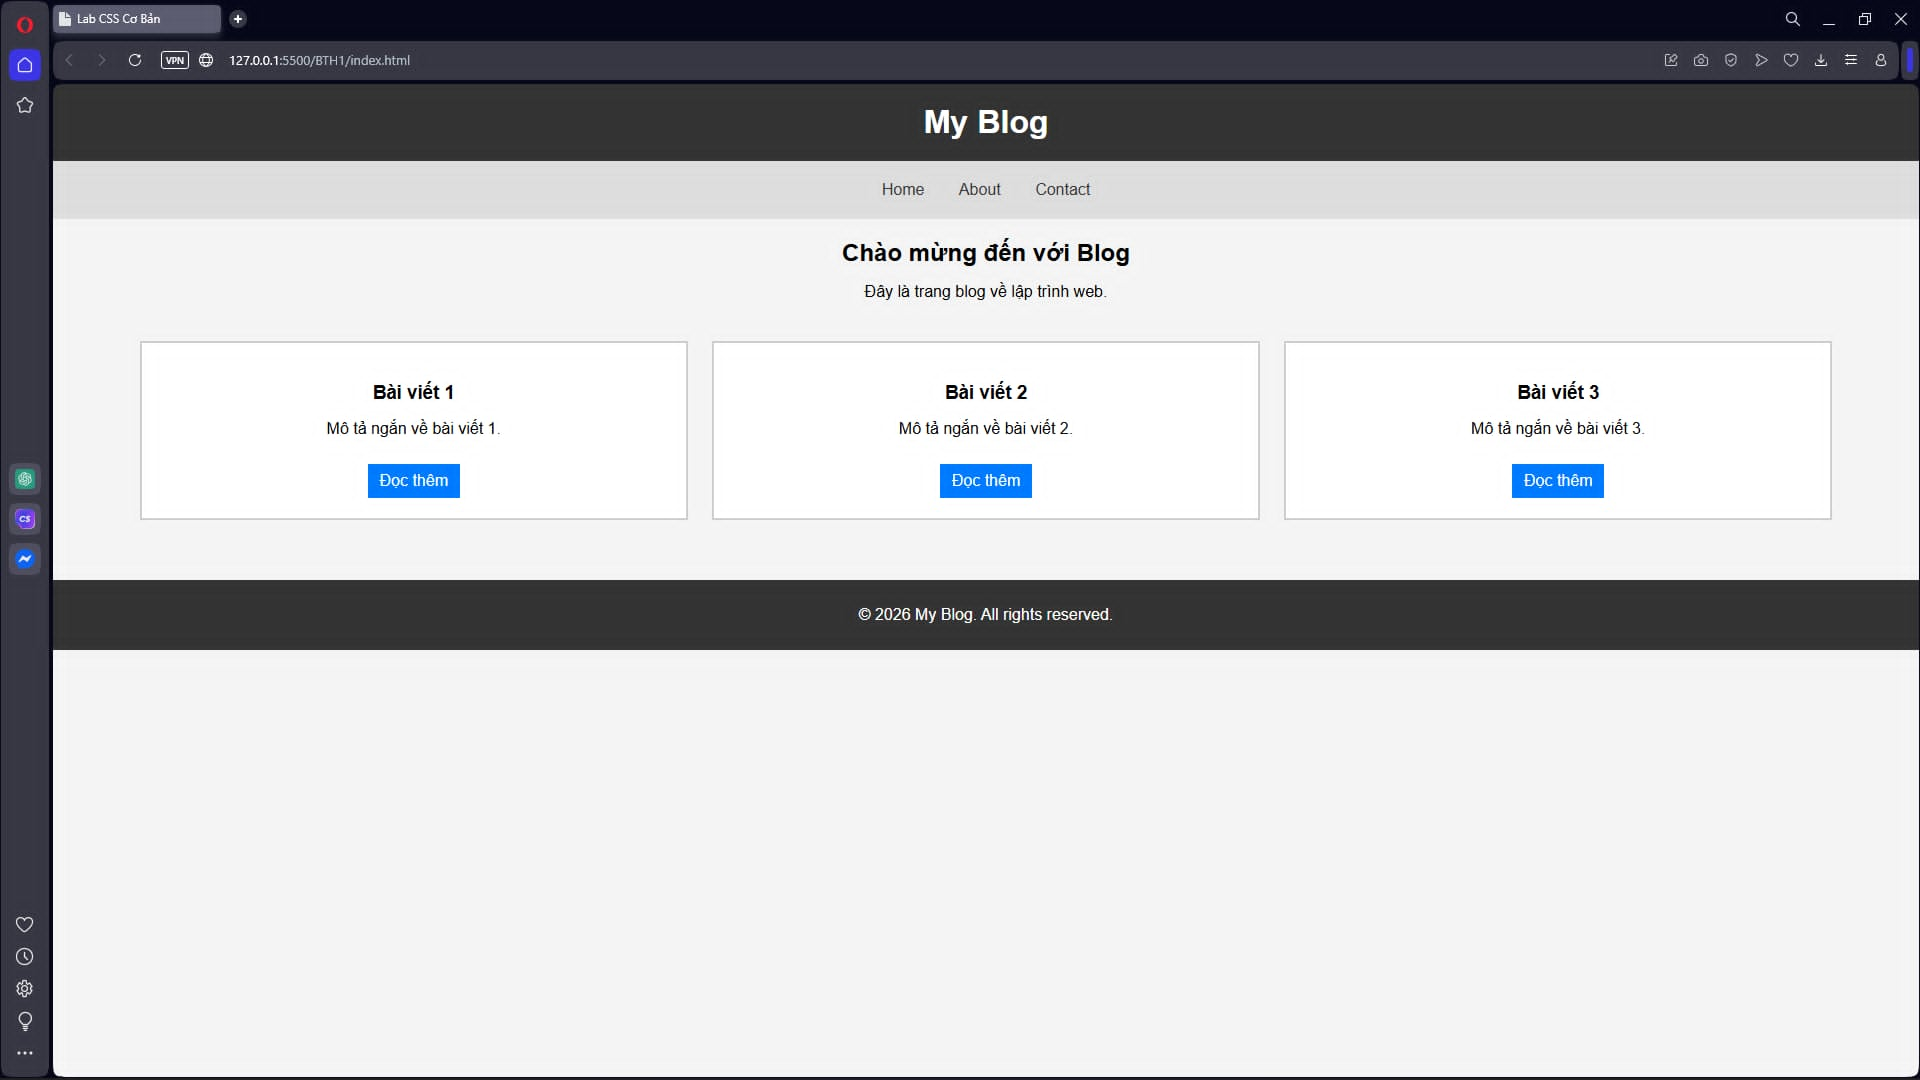 Lab CSS Cơ Bản
VPN
127.0.0.1:5500/BTH1/index.html
My Blog
Home About Contact
Chào mừng đến với Blog
Đây là trang blog về lập trình web.
Bài viết 1
Mô tả ngắn về bài viết 1.
Đọc thêm
Bài viết 2
Mô tả ngắn về bài viết 2.
Đọc thêm
Bài viết 3
Mô tả ngắn về bài viết 3.
Đọc thêm
CS
© 2026 My Blog. All rights reserved.